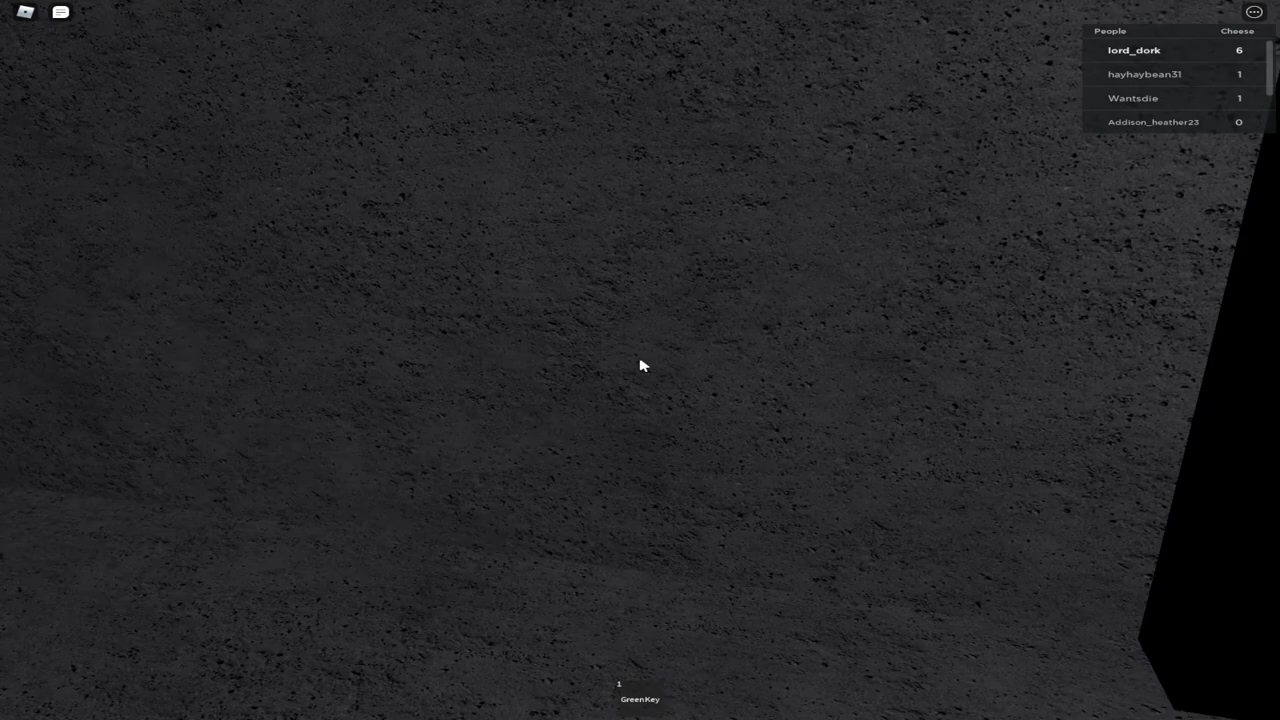 People Cheese
lord_dork 6
hayhaybean31 1
Wantsdie 1
Addison_heather23 0
1
GreenKey